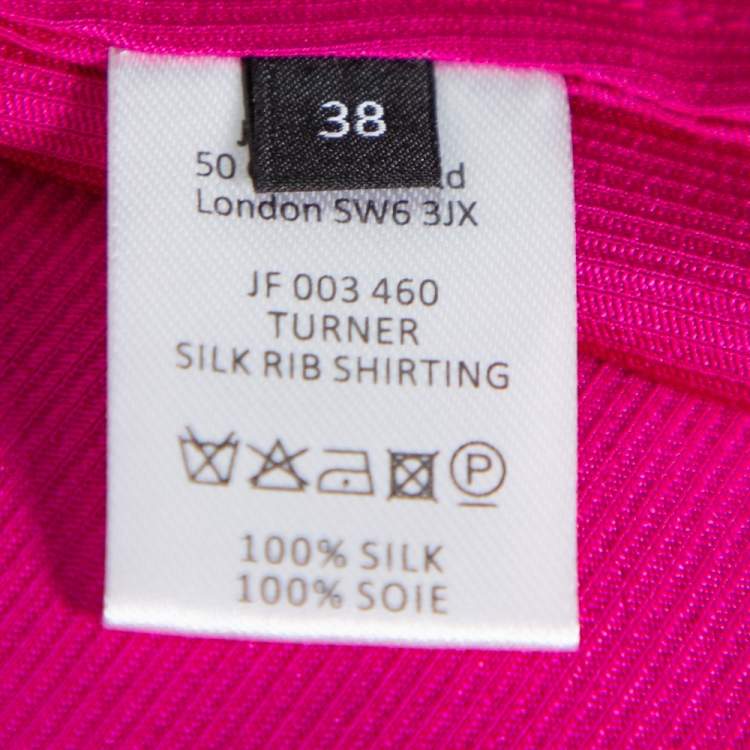 38
50
London SW6 3JX
JF 003 460
TURNER
SILK RIB SHIRTING
P
100% SILK
100% SOIE